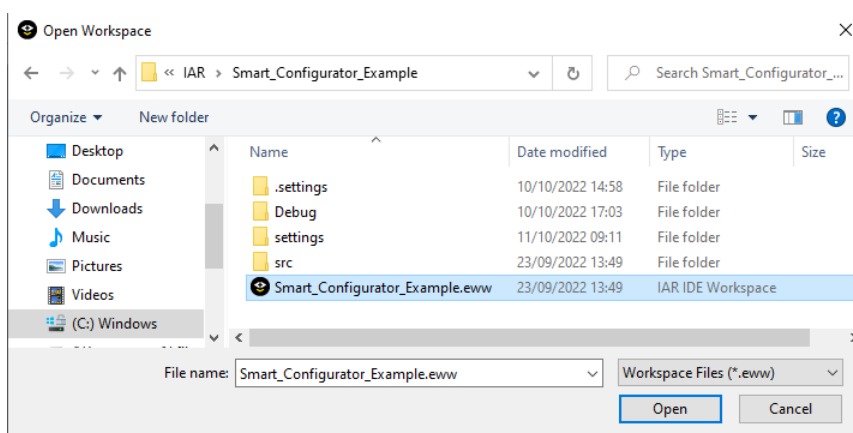 Open Workspace
« IAR > Smart_Configurator_Example
Search Smart_Configurator_...
Organize
New folder
Name
Date modified
Type
Size
Desktop
Documents
Downloads
Music
Pictures
Videos
(C:) Windows
.settings 10/10/2022 14:58 File folder
Debug 10/10/2022 17:03 File folder
settings 11/10/2022 09:11 File folder
src 23/09/2022 13:49 File folder
Smart_Configurator_Example.eww 23/09/2022 13:49 IAR IDE Workspace
File name: Smart_Configurator_Example.eww
Workspace Files (*.eww)
Open
Cancel